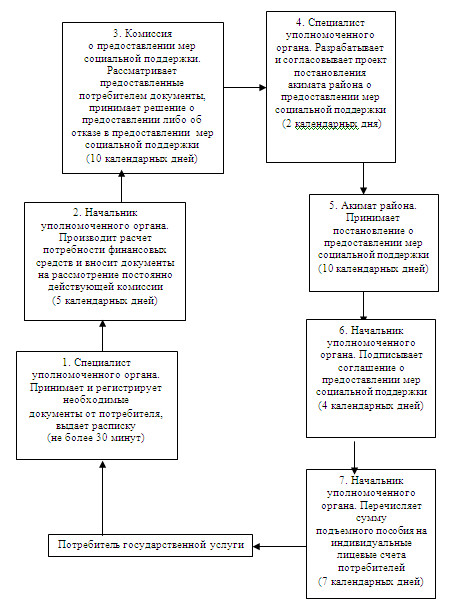 3. Комиссия
о предоставлении мер
социальной поддержки.
Рассматривает
предоставленные
потребителем документы,
принимает решение о
предоставлении либо об
отказе в предоставлении мер
социальной поддержки
(10 календарных дней)
4. Специалист
уполномоченного
органа. Разрабатывает
и согласовывает проект
постановления
акимата района о
предоставлении мер
социальной поддержки
(2 календарных дня)
2. Начальник
уполномоченного органа.
Производит расчет
потребности финансовых
средств и вносит документы
на рассмотрение постоянно
действующей комиссии
(5 календарных дней)
5. Акимат района.
Принимает
постановление о
предоставлении мер
социальной поддержки
(10 календарных дней)
1. Специалист
уполномоченного органа.
Принимает и регистрирует
необходимые
документы от потребителя,
выдает расписку
(не более 30 минут)
6. Начальник
уполномоченного
органа. Подписывает
соглашение о
предоставлении мер
социальной поддержки
(4 календарных дней)
7. Начальник
уполномоченного
органа. Перечисляет
сумму
подъемного пособия на
индивидуальные
лицевые счета
потребителей
(7 календарных дней)
Потребитель государственной услуги